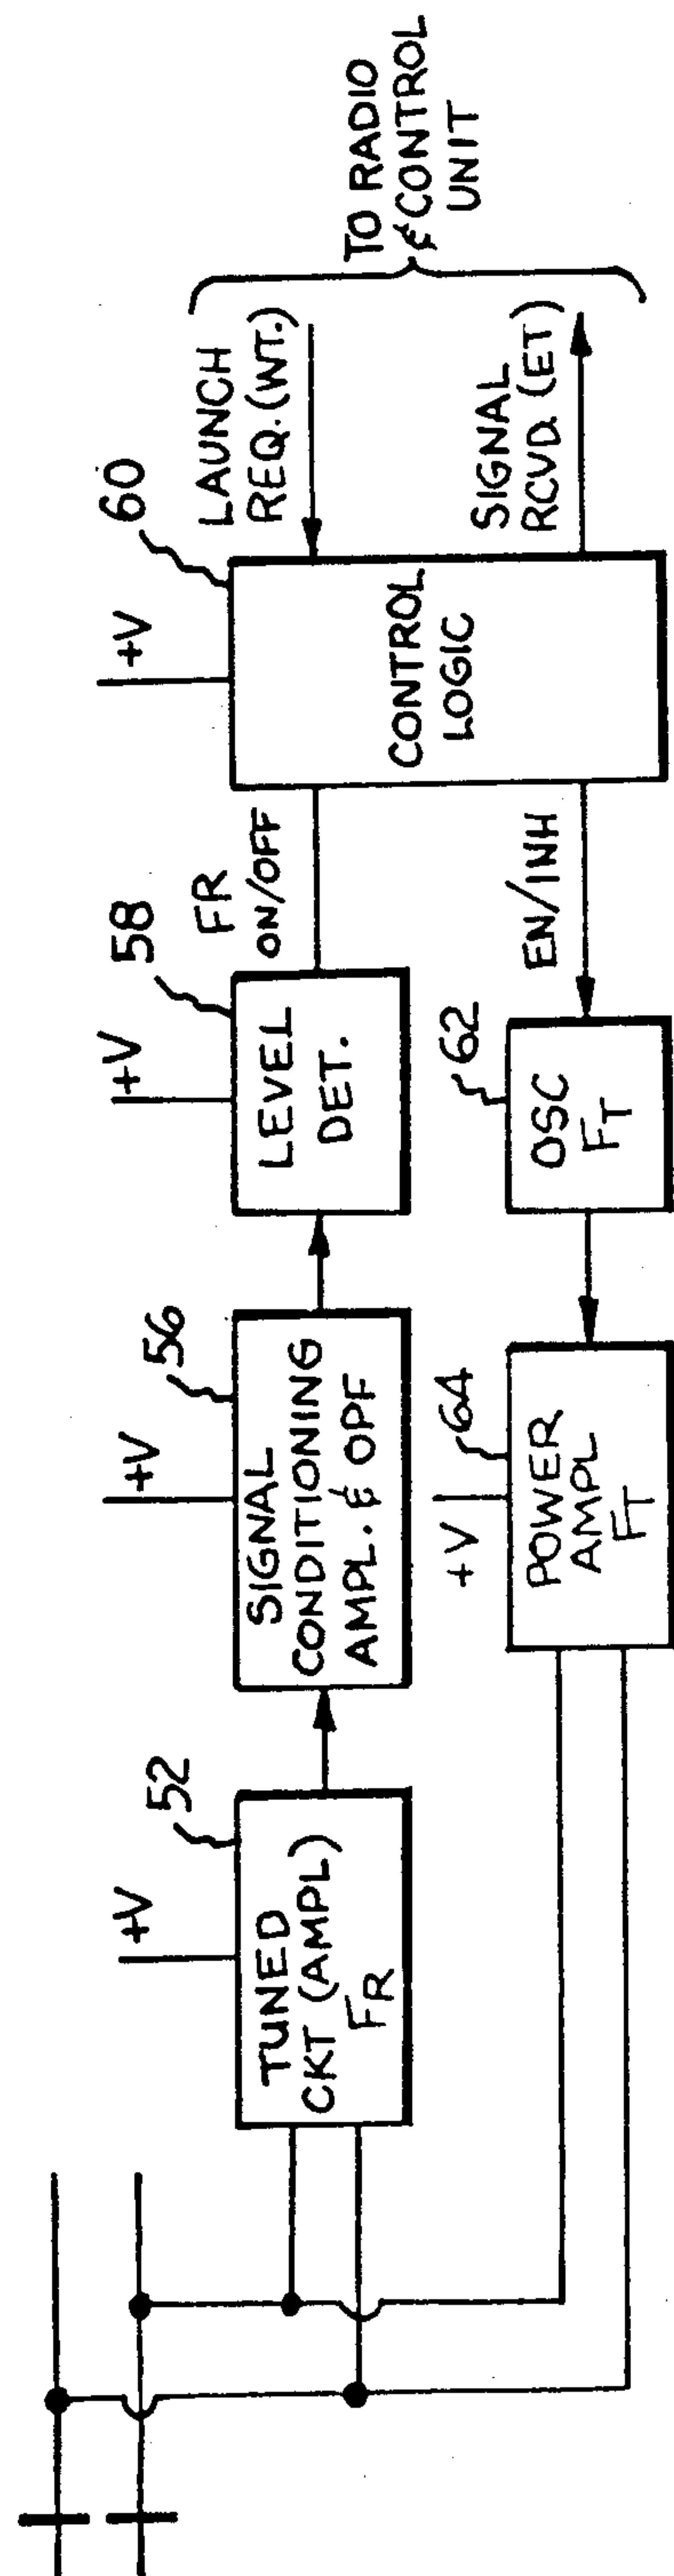 +V
52
TUNED
CKT (AMPL)
FR
+V
56
SIGNAL
CONDITIONING
AMPL. & OPF
+V
58
LEVEL
DET.
FR
ON/OFF
+V
60
CONTROL
LOGIC
LAUNCH
REQ. (WT.)
SIGNAL
RCVD. (ET)
TO RADIO
& CONTROL
UNIT
EN/INH
62
OSC
FT
+V
64
POWER
AMPL
FT